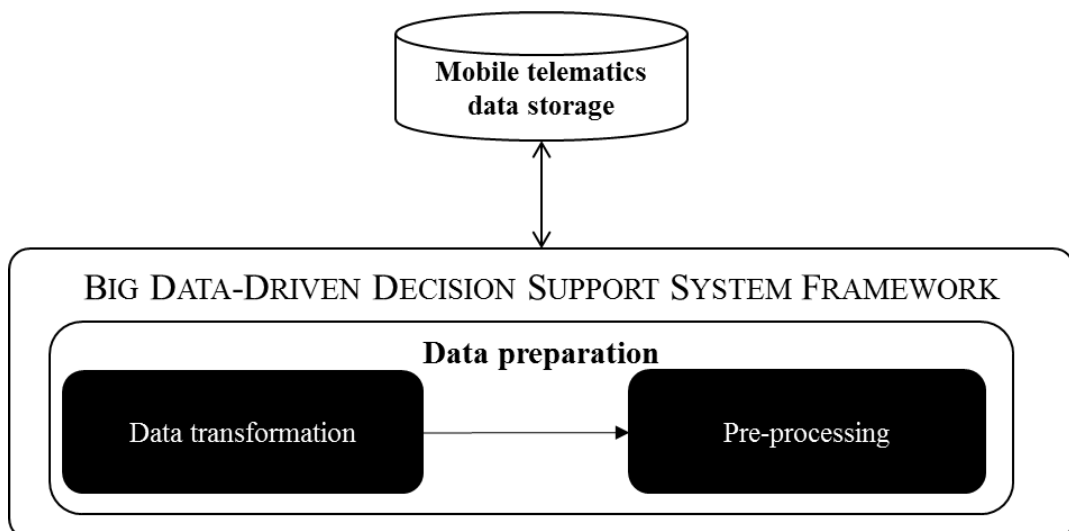 Mobile telematics
data storage
BIG DATA-DRIVEN DECISION SUPPORT SYSTEM FRAMEWORK
Data preparation
Data transformation
Pre-processing